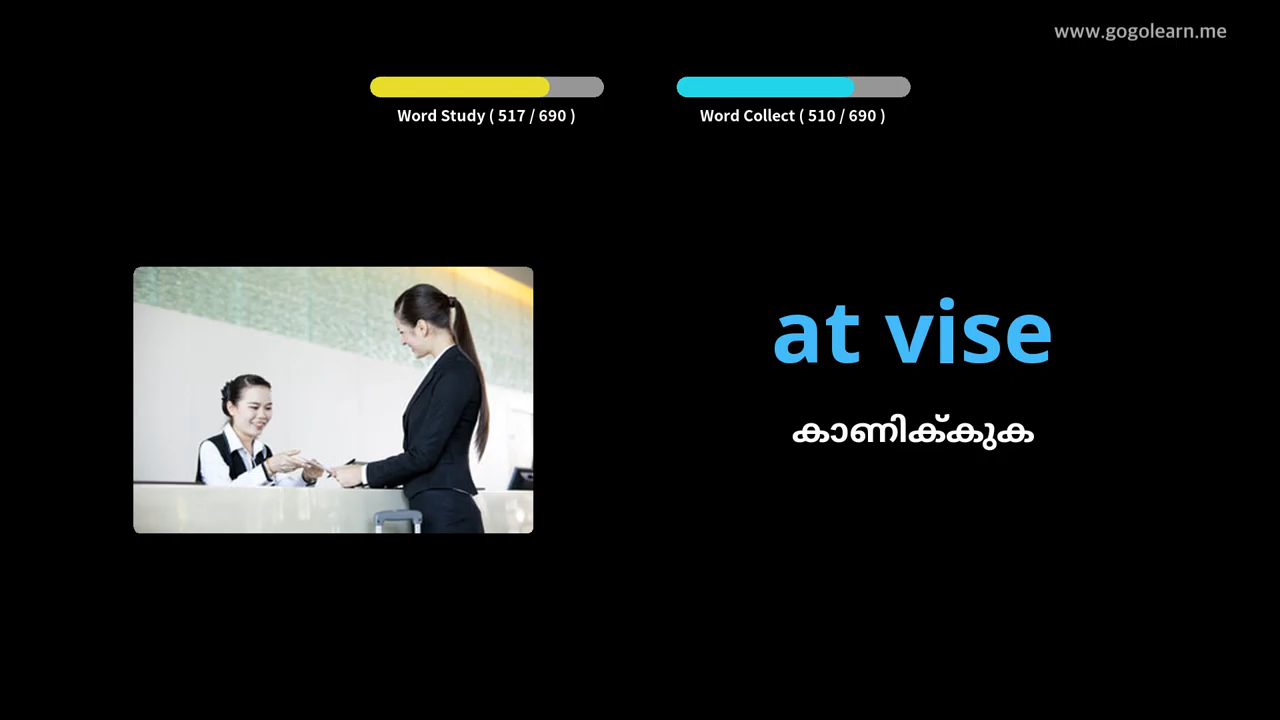 www.gogolearn.me
Word Study ( 517 / 690 )
Word Collect ( 510 / 690 )
at vise
കാണിക്കുക